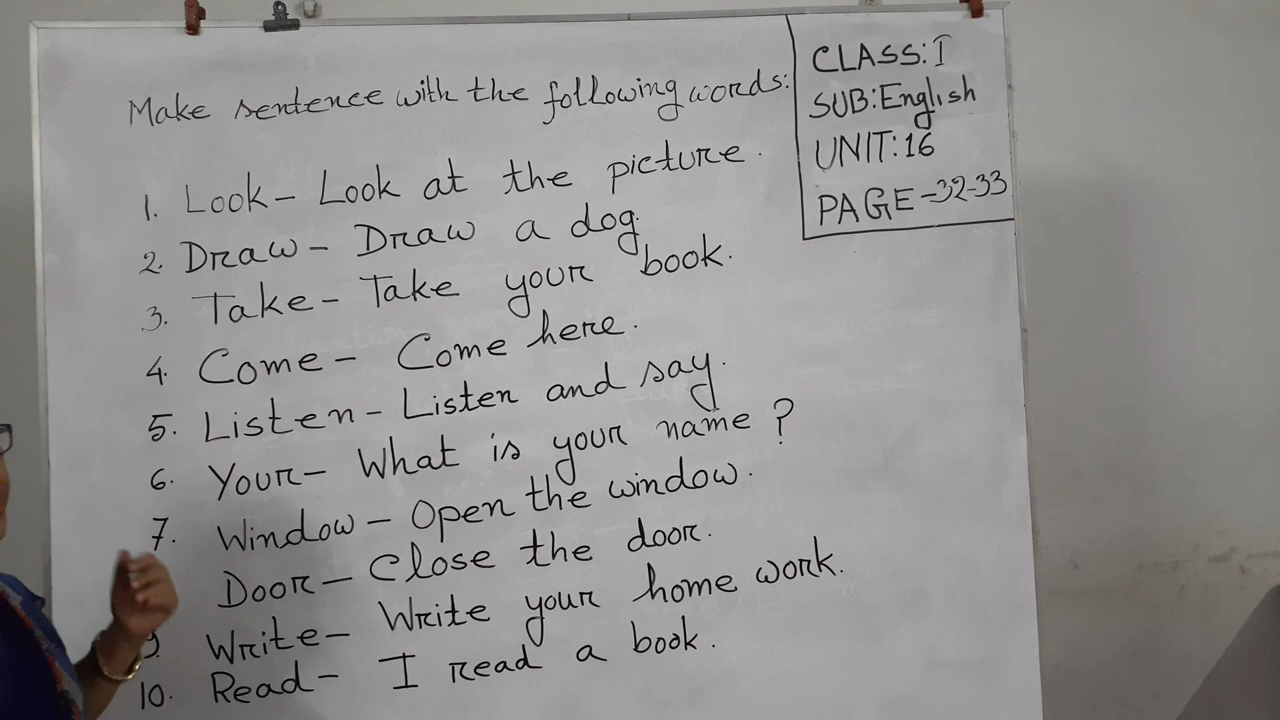 Make sentence with the following words:
1. Look - Look at the picture.
2. Draw - Draw a dog.
3. Take - Take your book.
4. Come - Come here.
5. Listen - Listen and say.
6. Your - What is your name?
7. Window - Open the window.
Door - Close the door.
9. Write - Write your home work.
10. Read - I read a book.
CLASS: I
SUB: English
UNIT: 16
PAGE - 32-33